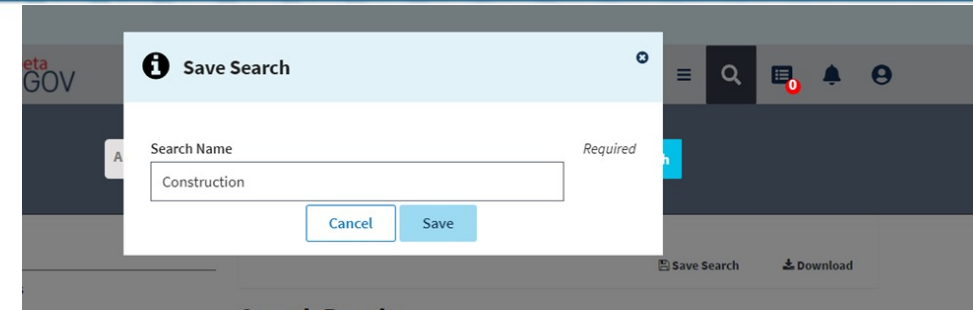 eta
GOV
Save Search
0
Search Name
Required
A
h
Construction
Cancel
Save
Save Search
Download